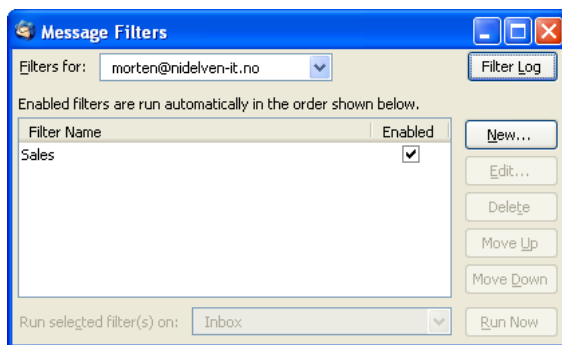 Message Filters
Filters for: morten@nidelven-it.no Filter Log
Enabled filters are run automatically in the order shown below.
Filter Name Enabled
New...
Sales
Edit...
Delete
Move Up
Move Down
Run selected filter(s) on: Inbox Run Now